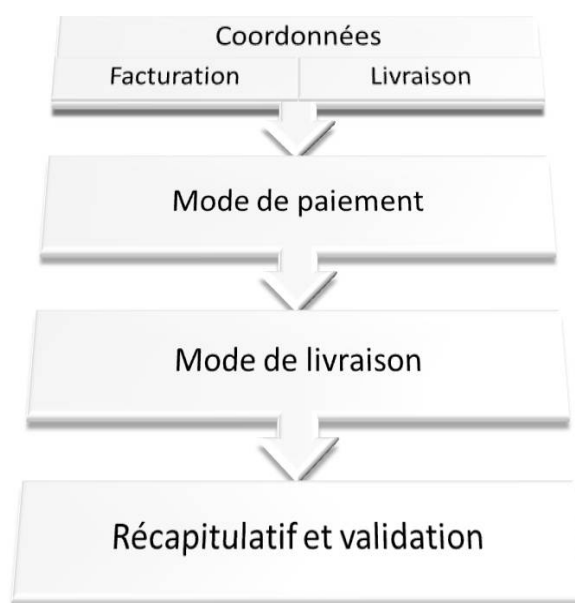 Coordonnées
Facturation Livraison
Mode de paiement
Mode de livraison
Récapitulatif et validation